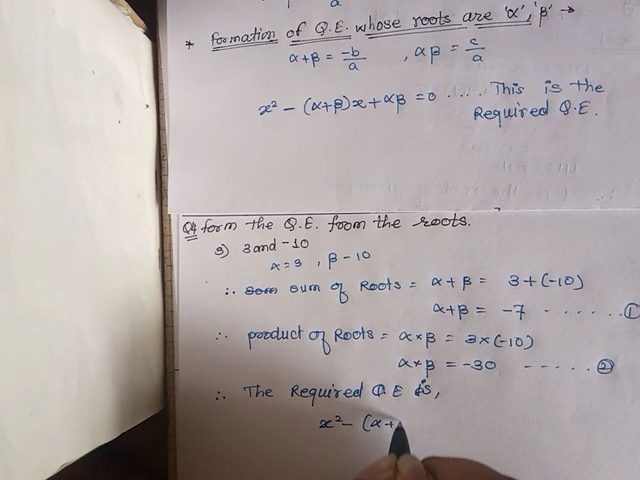 a
* Formation of Q.E. whose roots are 'α','β' →
α+β = -b/a , αβ = c/a
x² - (α+β)x + αβ = 0 ..... This is the
Required Q.E.
Q4 form the Q.E. from the roots.
3 and -10
α = 3 , β - 10
∴ sum of Roots = α + β = 3 + (-10)
α+β = -7 ...... ①
∴ product of Roots = α × β = 3 × (-10)
α × β = -30 ..... ②
∴ The Required Q E is,
x² - (α +